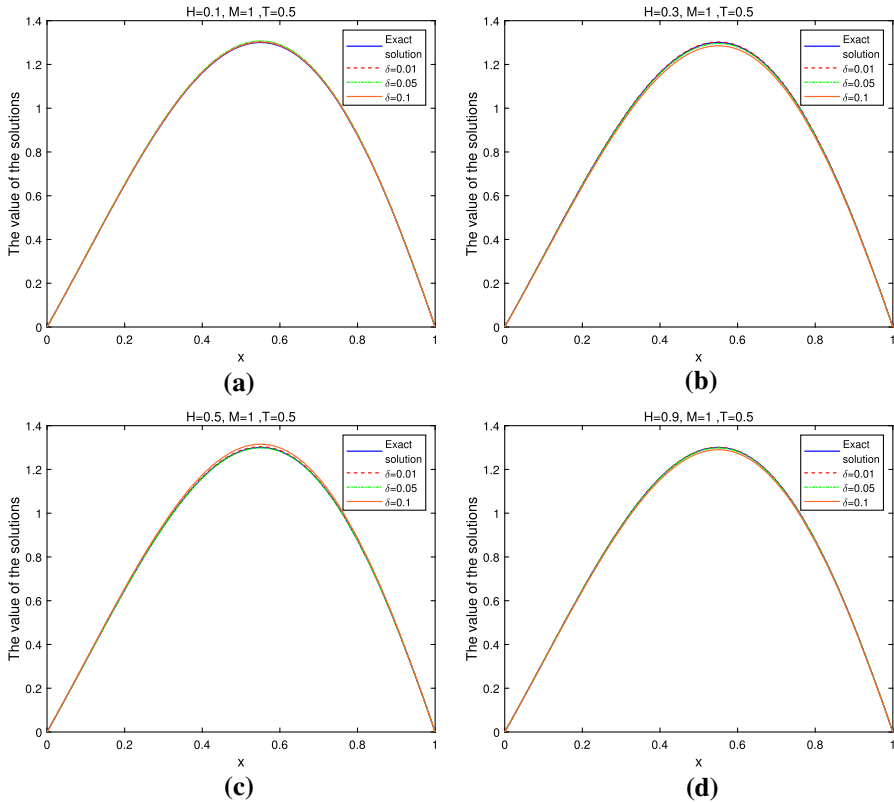 H=0.1, M=1 ,T=0.5
1.4
1.2
1
0.8
0.6
0.4
0.2
0
The value of the solutions
Exact
solution
δ=0.01
δ=0.05
δ=0.1
0 0.2 0.4 0.6 0.8 1
x
(a)
H=0.3, M=1 ,T=0.5
1.4
1.2
1
0.8
0.6
0.4
0.2
0
The value of the solutions
Exact
solution
δ=0.01
δ=0.05
δ=0.1
0 0.2 0.4 0.6 0.8 1
x
(b)
H=0.5, M=1 ,T=0.5
1.4
1.2
1
0.8
0.6
0.4
0.2
0
The value of the solutions
Exact
solution
δ=0.01
δ=0.05
δ=0.1
0 0.2 0.4 0.6 0.8 1
x
(c)
H=0.9, M=1 ,T=0.5
1.4
1.2
1
0.8
0.6
0.4
0.2
0
The value of the solutions
Exact
solution
δ=0.01
δ=0.05
δ=0.1
0 0.2 0.4 0.6 0.8 1
x
(d)